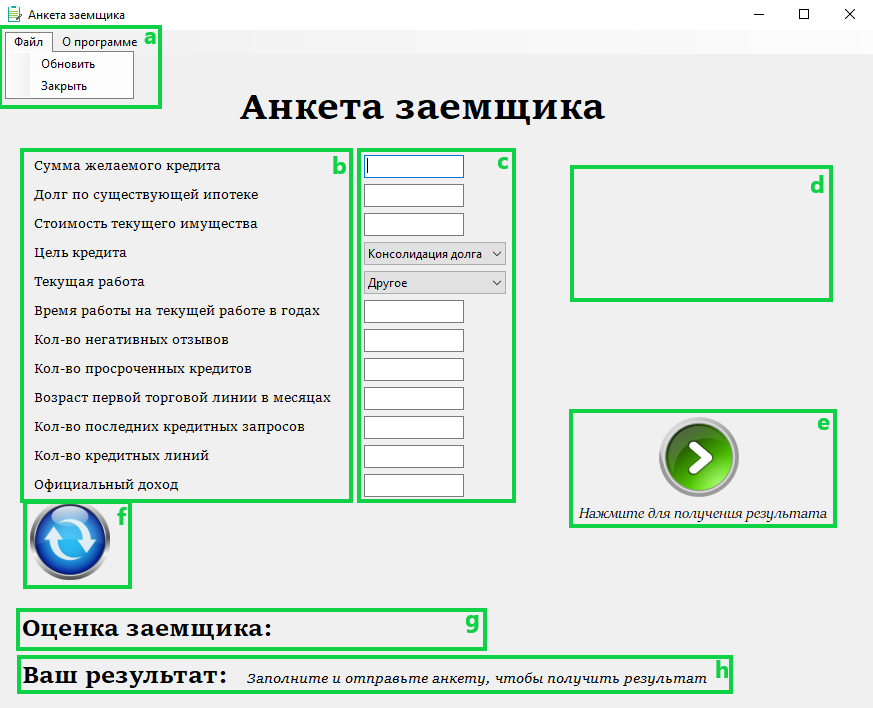 Анкета заемщика
Файл О программе a
Обновить
Закрыть
Анкета заемщика
b c d
Сумма желаемого кредита
Долг по существующей ипотеке
Стоимость текущего имущества
Цель кредита Консолидация долга
Текущая работа Другое
Время работы на текущей работе в годах
Кол-во негативных отзывов
Кол-во просроченных кредитов
Возраст первой торговой линии в месяцах
Кол-во последних кредитных запросов
Кол-во кредитных линий
Официальный доход
e
Нажмите для получения результата
f
Оценка заемщика: g
Ваш результат: Заполните и отправьте анкету, чтобы получить результат h